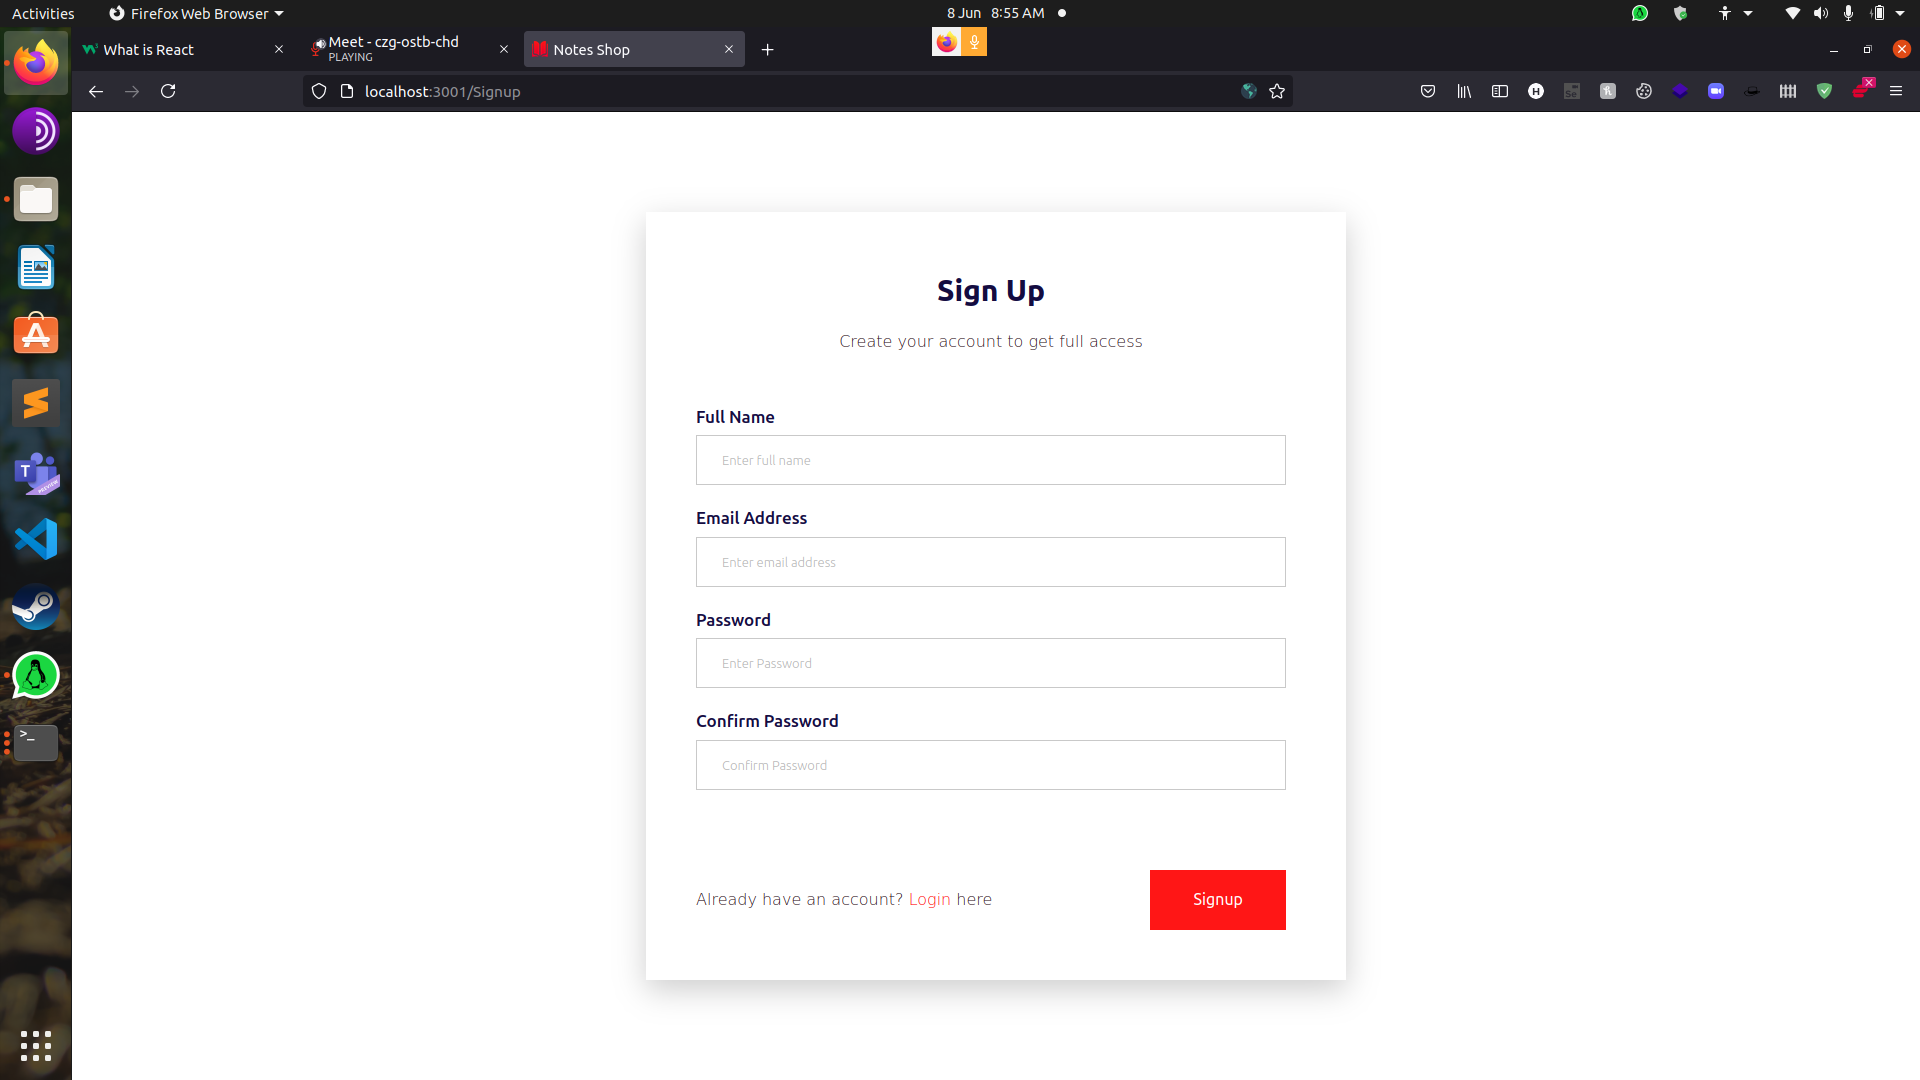 Activities
Firefox Web Browser
8 Jun 8:55 AM
What is React
Meet - czg-ostb-chd
PLAYING
Notes Shop
localhost:3001/Signup
Sign Up
Create your account to get full access
Full Name
Enter full name
Email Address
Enter email address
Password
Enter Password
Confirm Password
Confirm Password
Already have an account? Login here
Signup